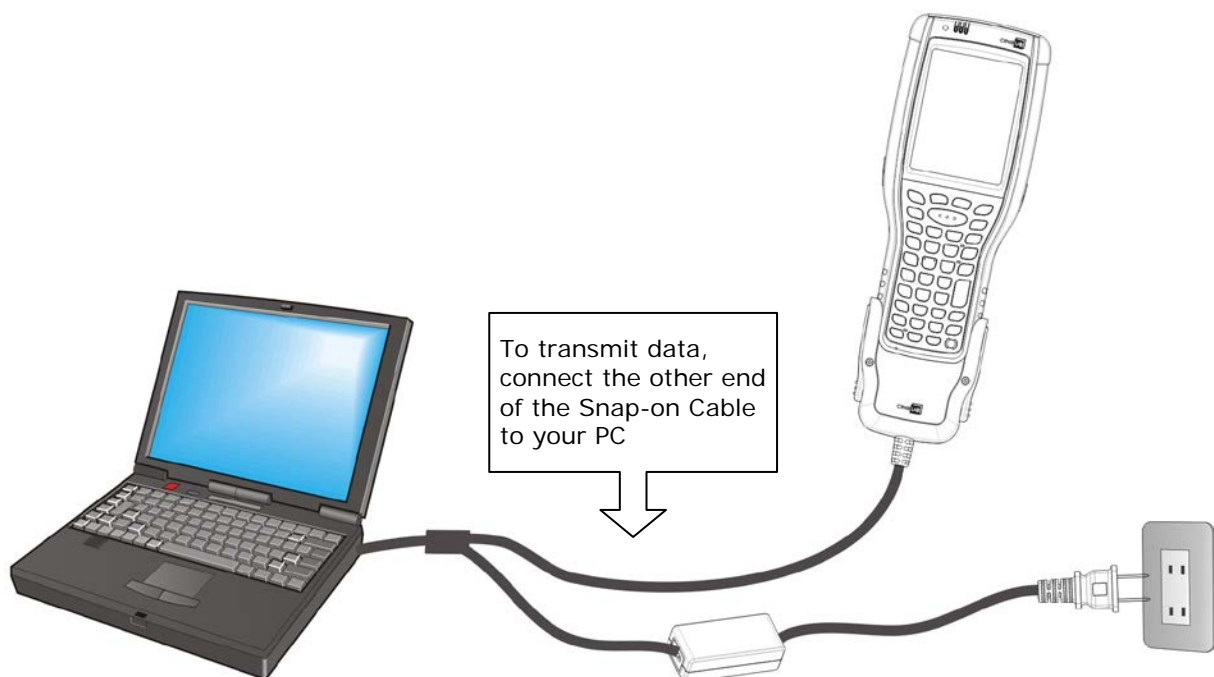 To transmit data,
connect the other end
of the Snap-on Cable
to your PC